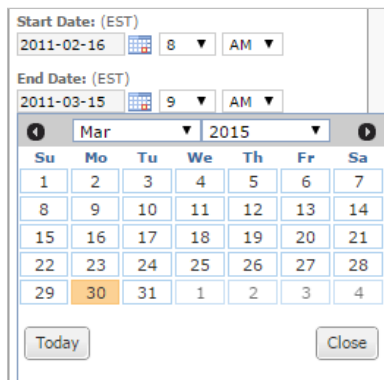 Start Date: (EST)
2011-02-16 8 AM
End Date: (EST)
2011-03-15 9 AM
Mar 2015
Su Mo Tu We Th Fr Sa
1 2 3 4 5 6 7
8 9 10 11 12 13 14
15 16 17 18 19 20 21
22 23 24 25 26 27 28
29 30 31 1 2 3 4
Today Close